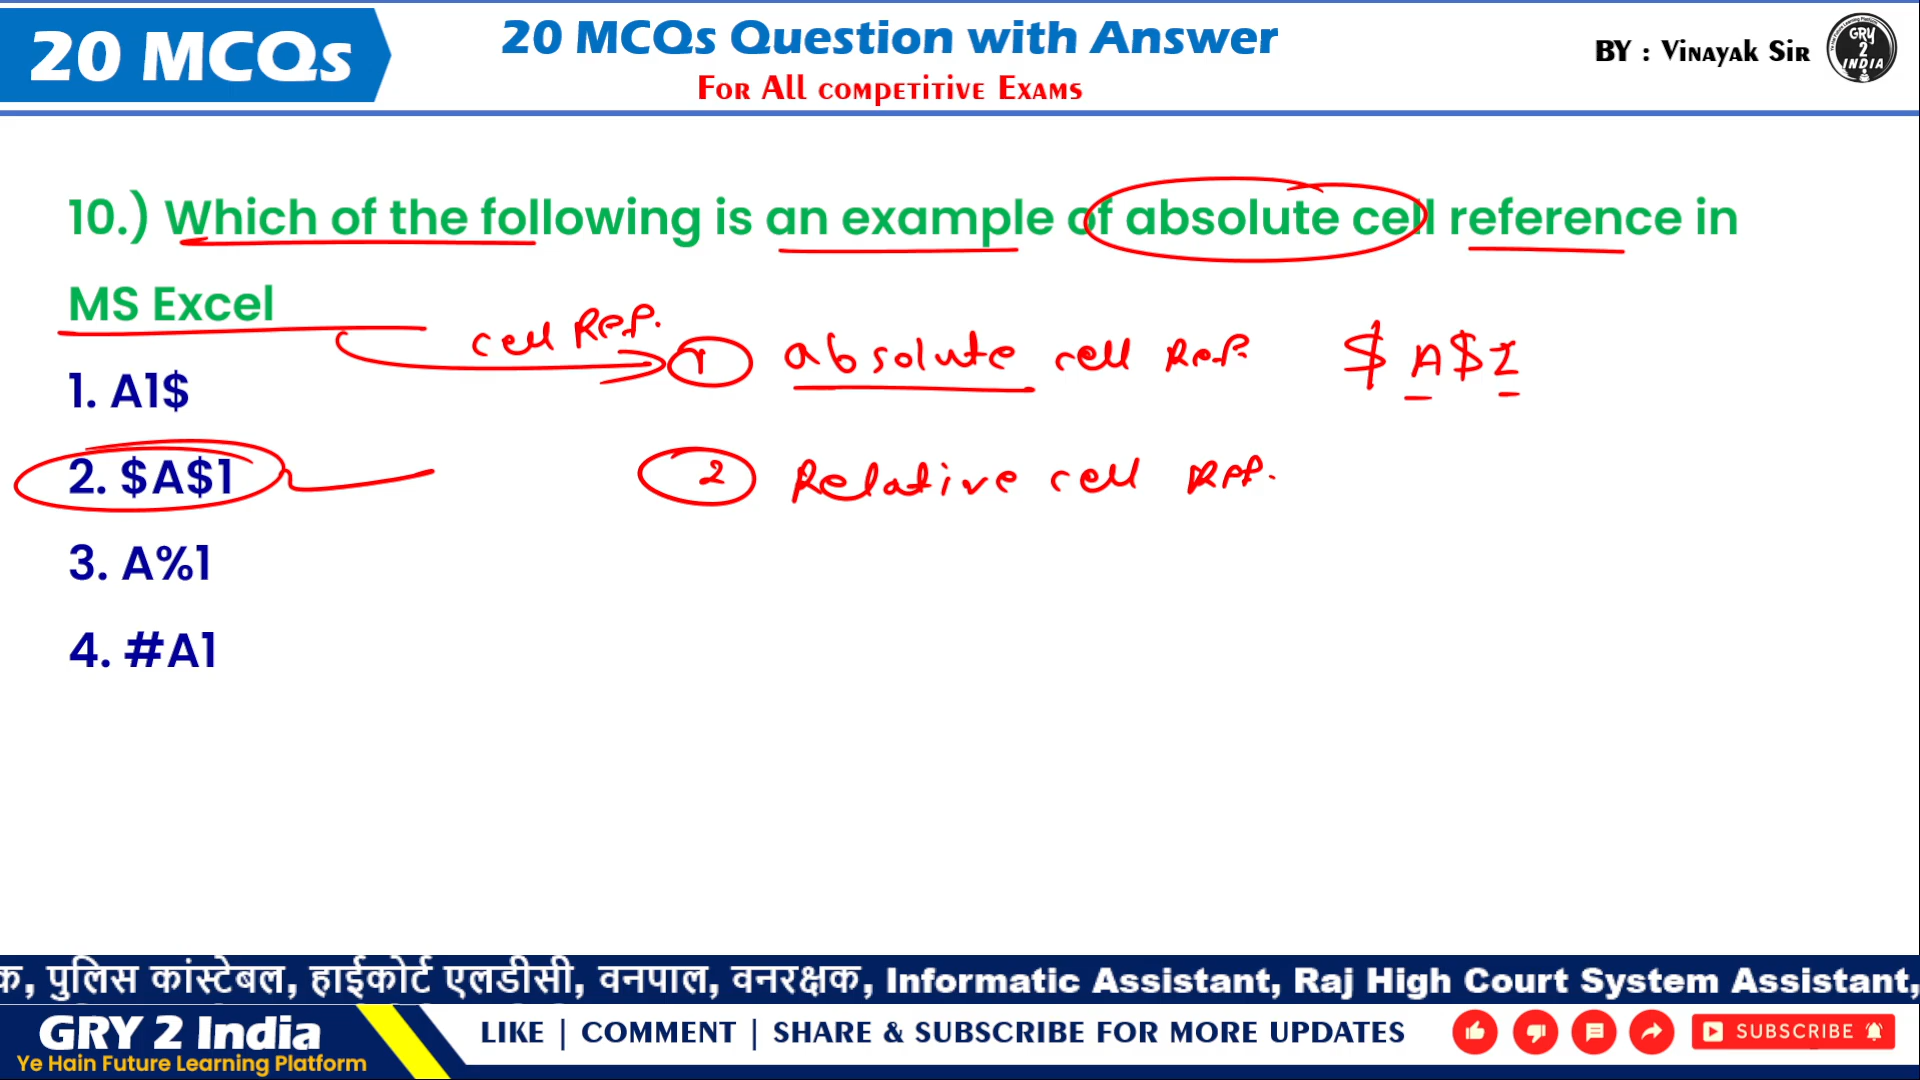 20 MCQs
20 MCQs Question with Answer
For All competitive Exams
BY : Vinayak Sir
GRY 2 INDIA
10.) Which of the following is an example of absolute cell reference in
MS Excel
cell Ref.
1 absolute cell Ref. $A$1
1. A1$
2. $A$1
2 Relative cell Ref.
3. A%1
4. #A1
क, पुलिस कांस्टेबल, हाईकोर्ट एलडीसी, वनपाल, वनरक्षक, Informatic Assistant, Raj High Court System Assistant,
GRY 2 India
Ye Hain Future Learning Platform
LIKE | COMMENT | SHARE & SUBSCRIBE FOR MORE UPDATES
SUBSCRIBE